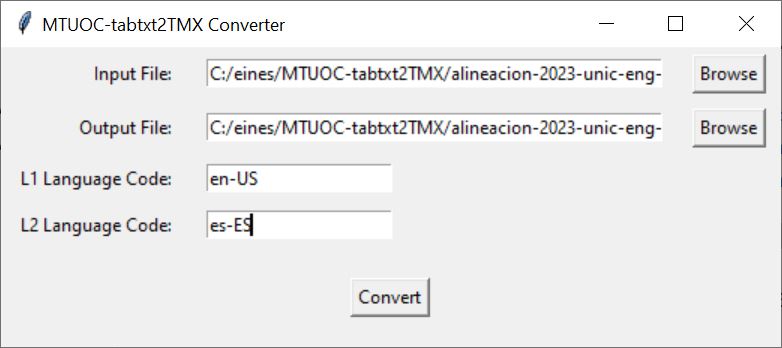 MTUOC-tabtxt2TMX Converter
Input File: C:/eines/MTUOC-tabtxt2TMX/alineacion-2023-unic-eng- Browse
Output File: C:/eines/MTUOC-tabtxt2TMX/alineacion-2023-unic-eng- Browse
L1 Language Code: en-US
L2 Language Code: es-ES
Convert